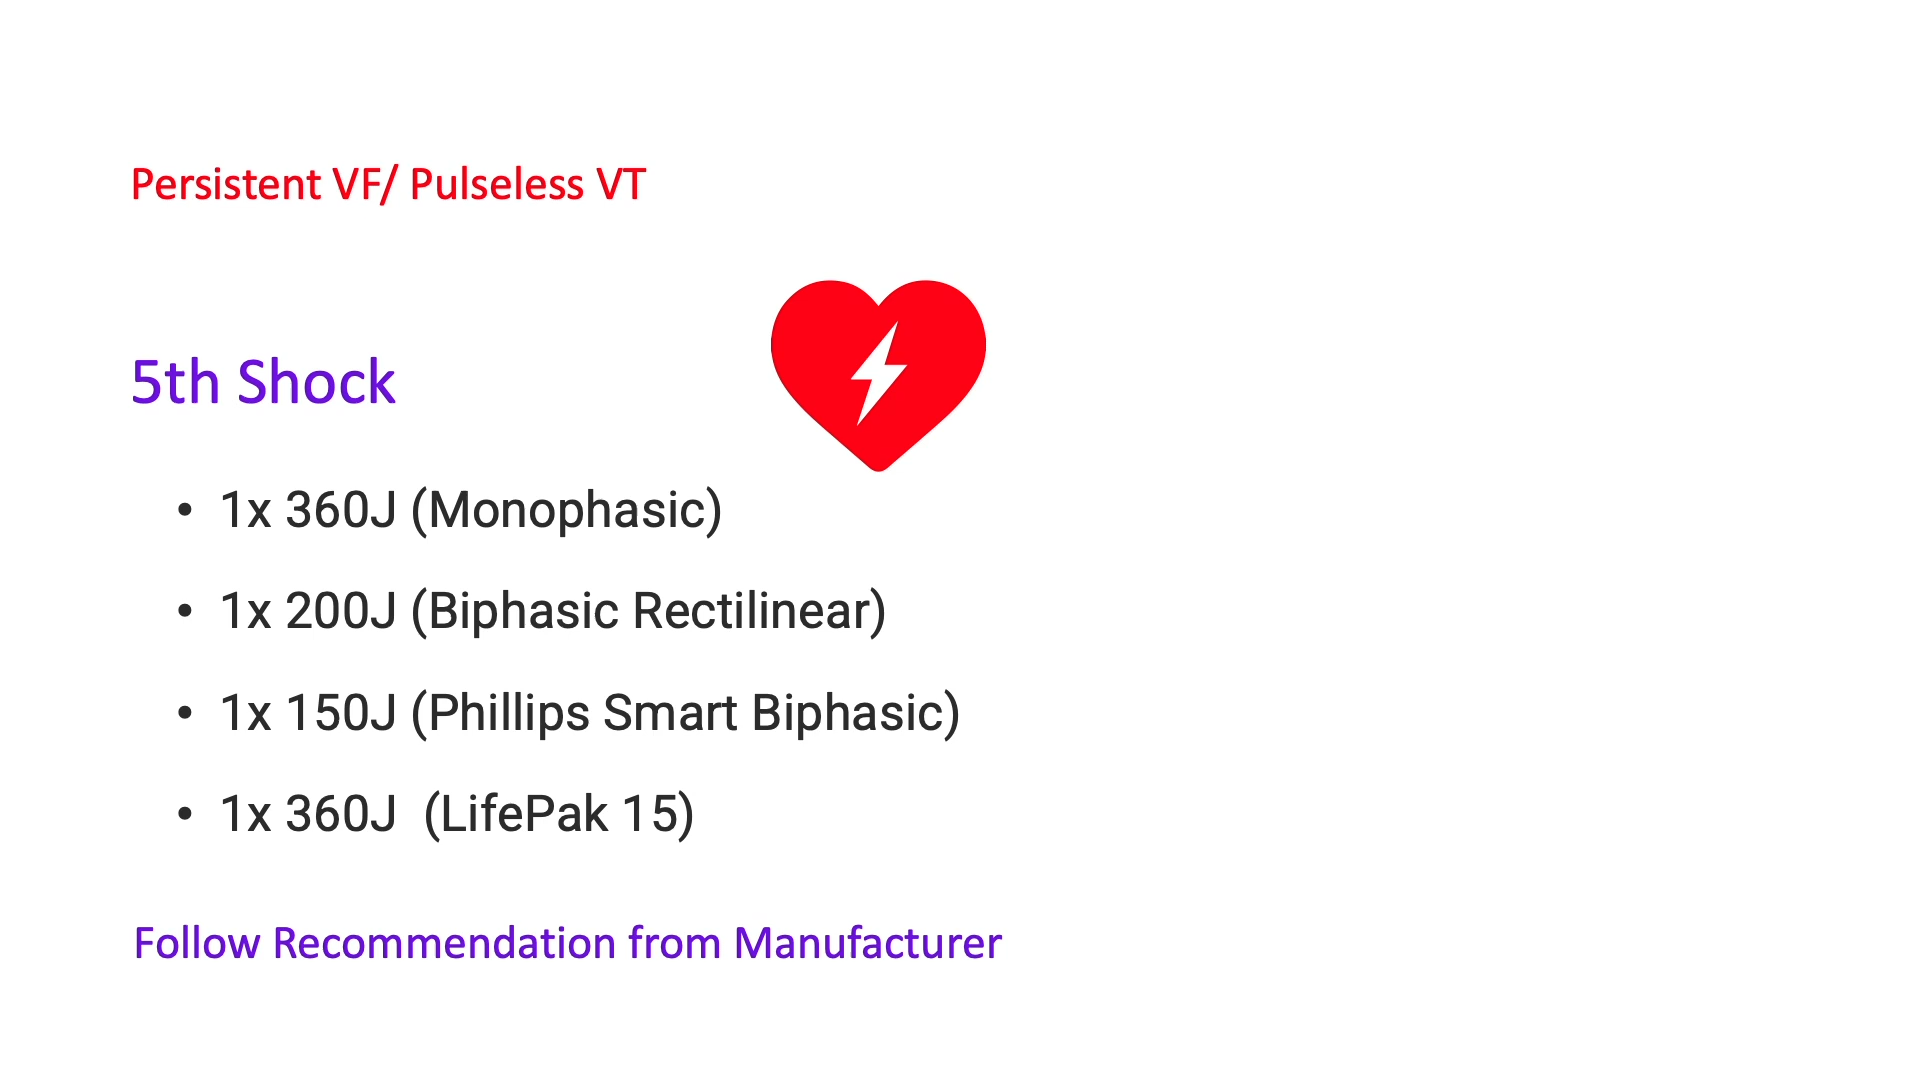 Persistent VF/ Pulseless VT
5th Shock
• 1x 360J (Monophasic)
• 1x 200J (Biphasic Rectilinear)
• 1x 150J (Phillips Smart Biphasic)
• 1x 360J  (LifePak 15)
Follow Recommendation from Manufacturer